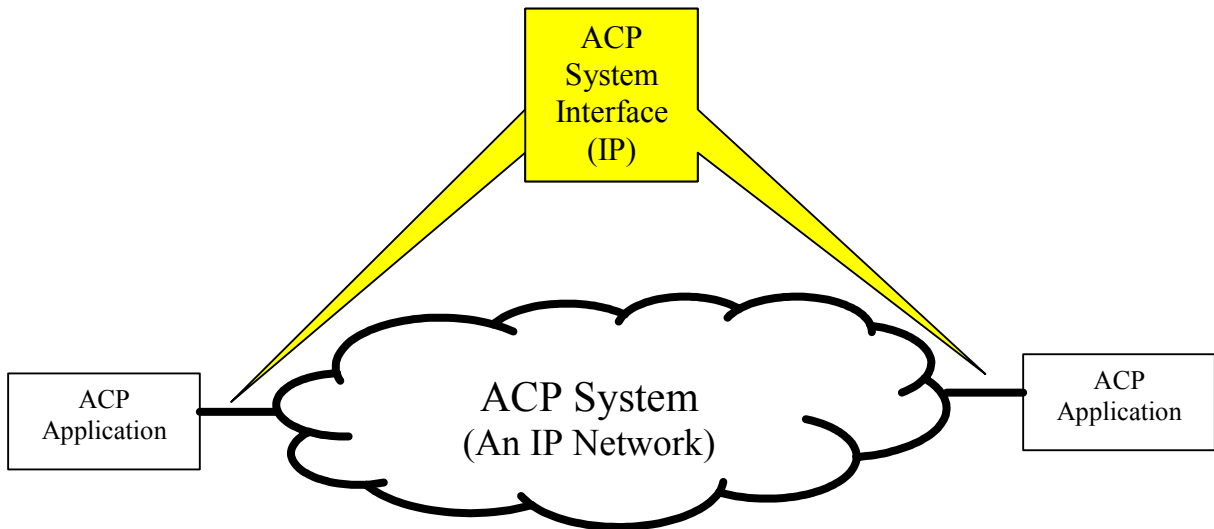 ACP
System
Interface
(IP)
ACP System
(An IP Network)
ACP
Application
ACP
Application